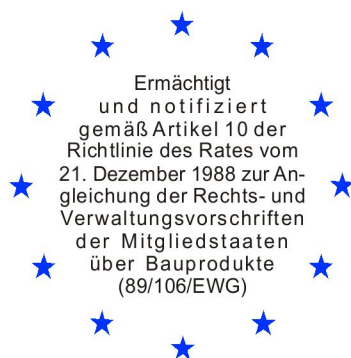 Ermächtigt
und notifiziert
gemäß Artikel 10 der
Richtlinie des Rates vom
21. Dezember 1988 zur An-
gleichung der Rechts- und
Verwaltungsvorschriften
der Mitgliedstaaten
über Bauprodukte
(89/106/EWG)